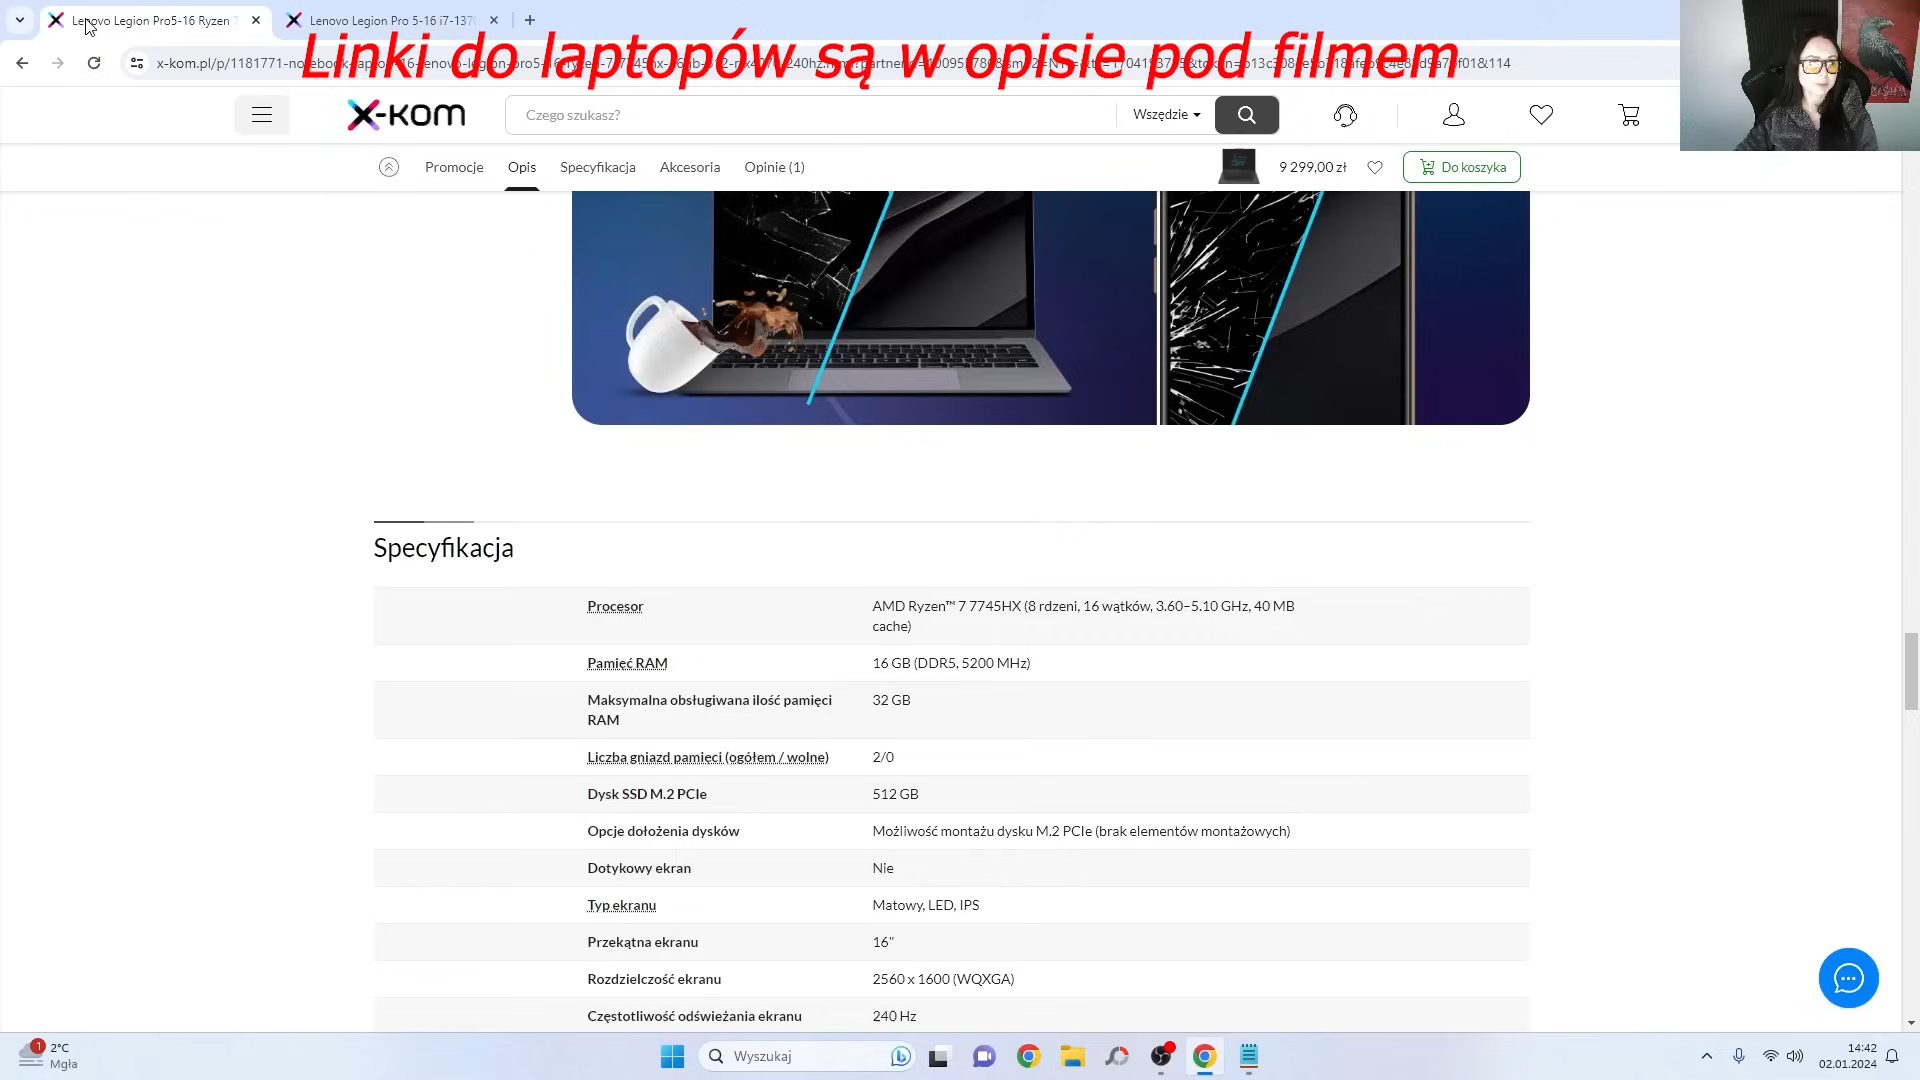 Lenovo Legion Pro5-16 Ryzen 7
Lenovo Legion Pro 5-16 i7-1370
Linki do laptopów są w opisie pod filmem
X-KOM
Czego szukasz?
Wszędzie
Promocje
Opis
Specyfikacja
Akcesoria
Opinie (1)
9 299,00 zł
Do koszyka
Specyfikacja
Procesor
AMD Ryzen™ 7 7745HX (8 rdzeni, 16 wątków, 3.60–5.10 GHz, 40 MB
cache)
Pamięć RAM
16 GB (DDR5, 5200 MHz)
Maksymalna obsługiwana ilość pamięci
RAM
32 GB
Liczba gniazd pamięci (ogółem / wolne)
2/0
Dysk SSD M.2 PCIe
512 GB
Opcje dołożenia dysków
Możliwość montażu dysku M.2 PCIe (brak elementów montażowych)
Dotykowy ekran
Nie
Typ ekranu
Matowy, LED, IPS
Przekątna ekranu
16"
Rozdzielczość ekranu
2560 x 1600 (WQXGA)
Częstotliwość odświeżania ekranu
240 Hz
1
2°C
Mgła
Wyszukaj
14:42
02.01.2024